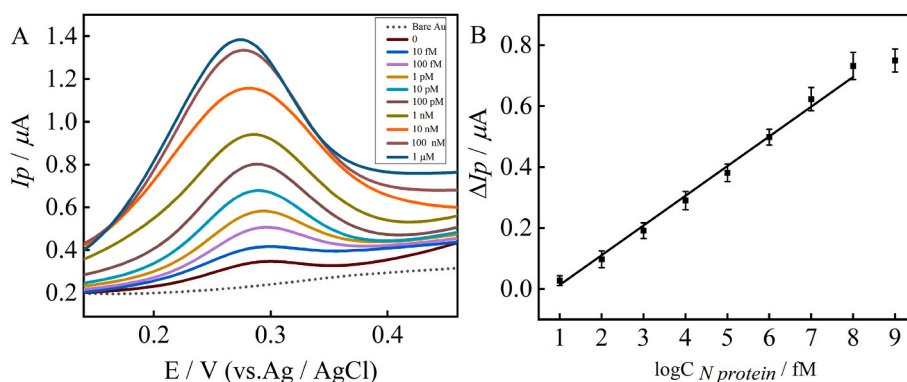 A
Ip / μA
1.4
1.2
1.0
0.8
0.6
0.4
0.2
0.2
0.3
0.4
E / V (vs.Ag / AgCl)
Bare Au
0
10 fM
100 fM
1 pM
10 pM
100 pM
1 nM
10 nM
100 nM
1 μM
B
ΔIp / μA
0.8
0.6
0.4
0.2
0.0
1 2 3 4 5 6 7 8 9
logC N protein / fM